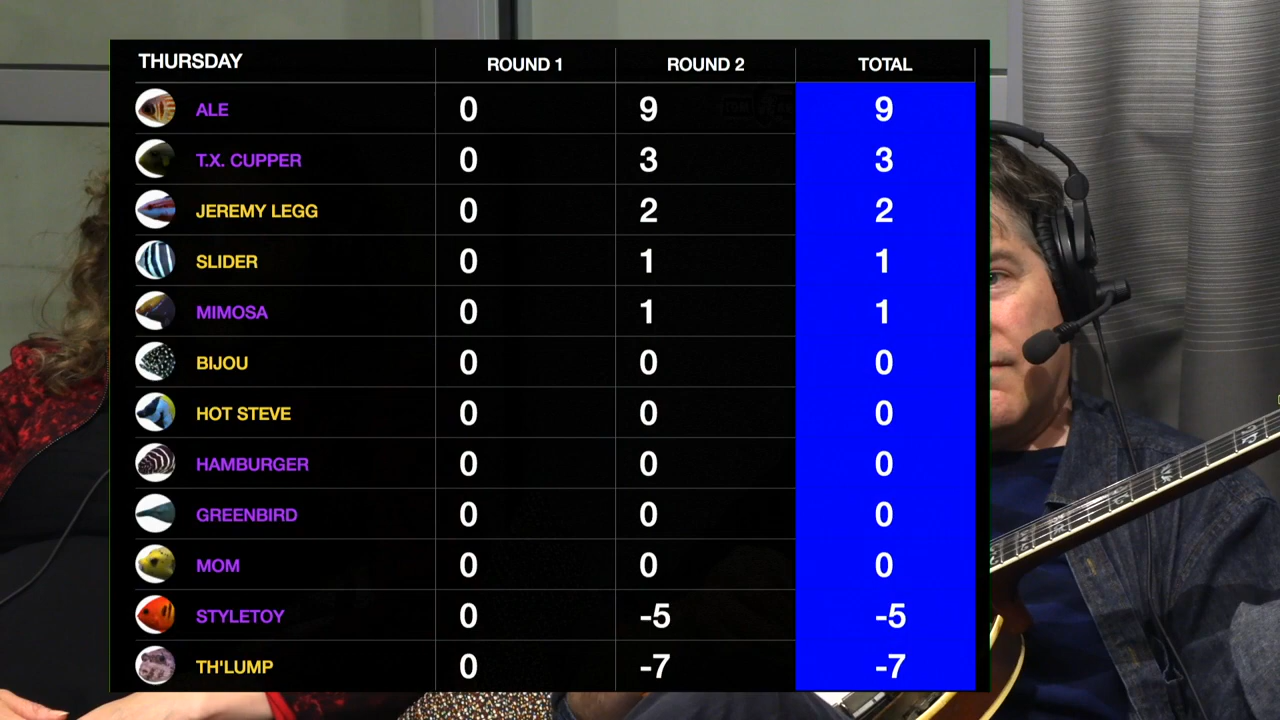 THURSDAY ROUND 1 ROUND 2 TOTAL
ALE 0 9 9
T.X. CUPPER 0 3 3
JEREMY LEGG 0 2 2
SLIDER 0 1 1
MIMOSA 0 1 1
BIJOU 0 0 0
HOT STEVE 0 0 0
HAMBURGER 0 0 0
GREENBIRD 0 0 0
MOM 0 0 0
STYLETOY 0 -5 -5
TH'LUMP 0 -7 -7